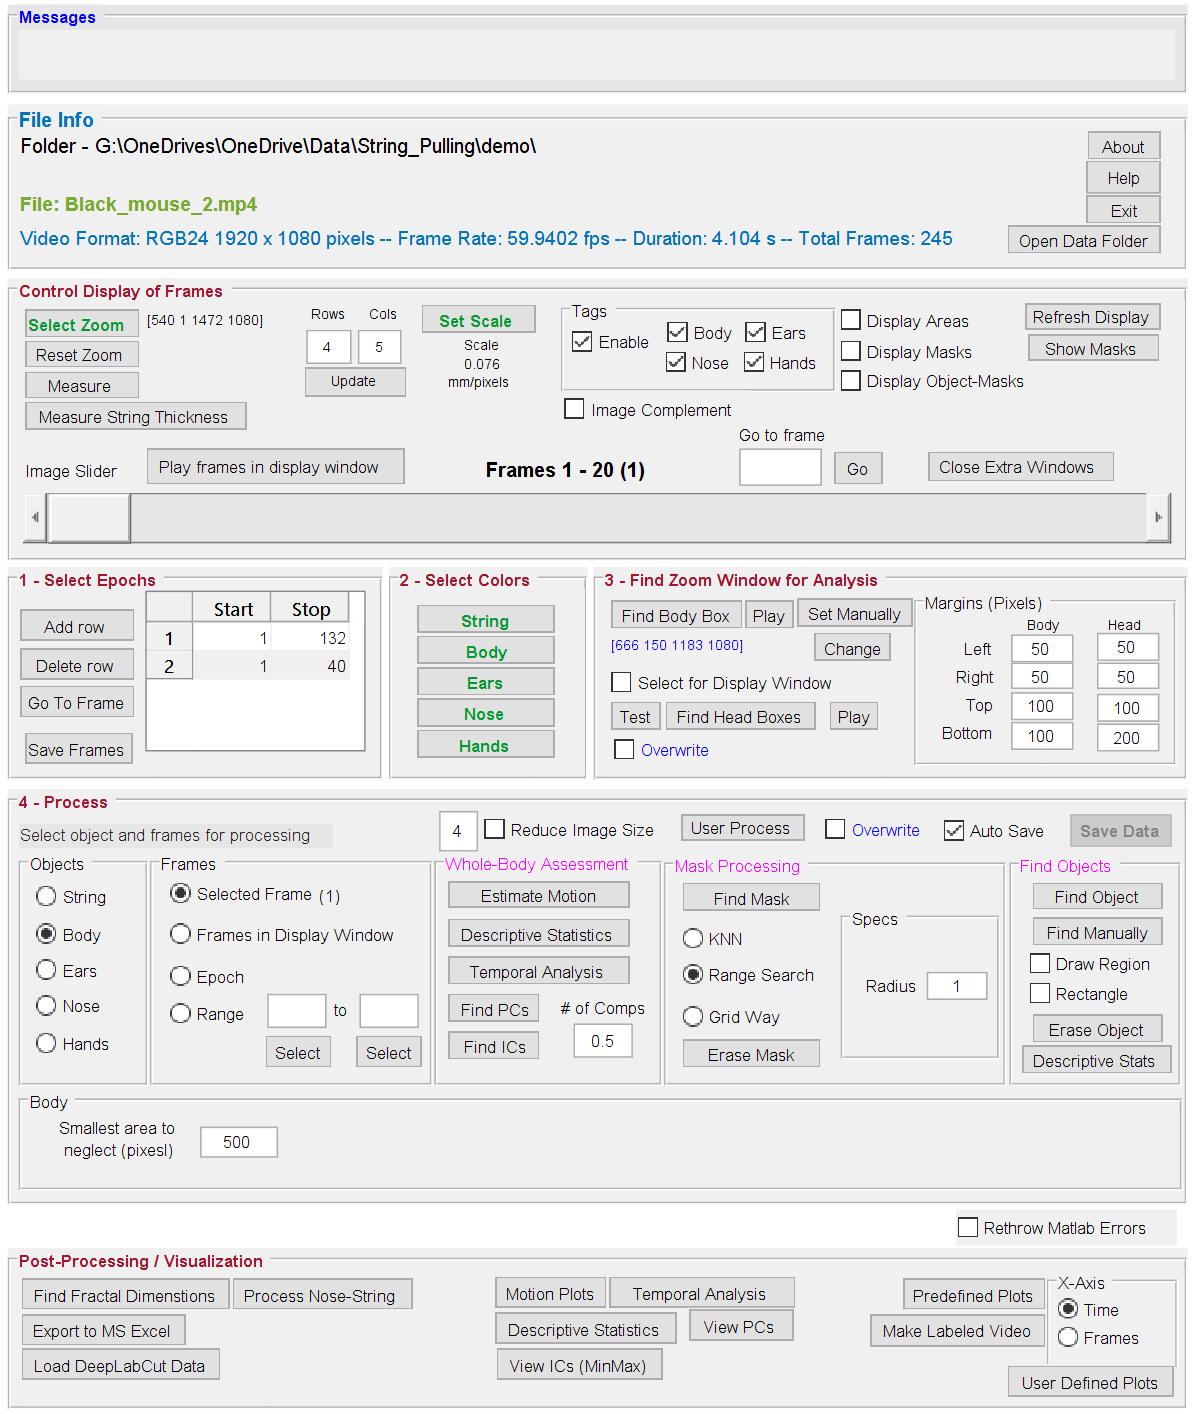 Messages
File Info
Folder - G:\OneDrives\OneDrive\Data\String_Pulling\demo\
About
Help
File: Black_mouse_2.mp4
Exit
Video Format: RGB24 1920 x 1080 pixels -- Frame Rate: 59.9402 fps -- Duration: 4.104 s -- Total Frames: 245
Open Data Folder
Control Display of Frames
Select Zoom [540 1 1472 1080]
Reset Zoom
Measure
Measure String Thickness
Rows Cols
4 5
Update
Set Scale
Scale
0.076
mm/pixels
Tags
Enable Body Ears
Nose Hands
Image Complement
Display Areas
Display Masks
Display Object-Masks
Refresh Display
Show Masks
Go to frame
Image Slider Play frames in display window Frames 1 - 20 (1) Go Close Extra Windows
1 - Select Epochs
Add row
Delete row
Go To Frame
Save Frames
Start Stop
1 1 132
2 1 40
2 - Select Colors
String
Body
Ears
Nose
Hands
3 - Find Zoom Window for Analysis
Find Body Box Play Set Manually
[666 150 1183 1080] Change
Select for Display Window
Test Find Head Boxes Play
Overwrite
Margins (Pixels)
Body Head
Left 50 50
Right 50 50
Top 100 100
Bottom 100 200
4 - Process
Select object and frames for processing
4 Reduce Image Size User Process Overwrite Auto Save Save Data
Objects
String
Body
Ears
Nose
Hands
Frames
Selected Frame (1)
Frames in Display Window
Epoch
Range to
Select Select
Whole-Body Assessment
Estimate Motion
Descriptive Statistics
Temporal Analysis
Find PCs # of Comps
Find ICs 0.5
Mask Processing
Find Mask
KNN
Range Search
Grid Way
Erase Mask
Specs
Radius 1
Find Objects
Find Object
Find Manually
Draw Region
Rectangle
Erase Object
Descriptive Stats
Body
Smallest area to
neglect (pixesl) 500
Rethrow Matlab Errors
Post-Processing / Visualization
Find Fractal Dimenstions Process Nose-String
Export to MS Excel
Load DeepLabCut Data
Motion Plots Temporal Analysis
Descriptive Statistics View PCs
View ICs (MinMax)
Predefined Plots
Make Labeled Video
X-Axis
Time
Frames
User Defined Plots